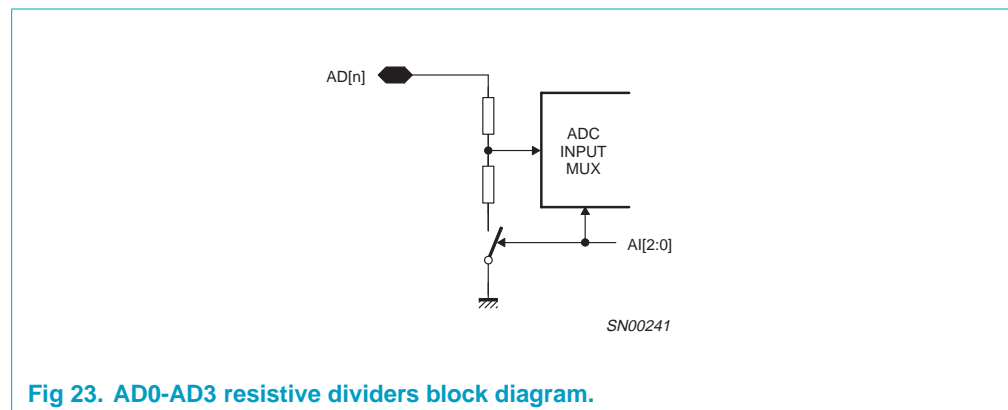 AD[n]
ADC
INPUT
MUX
AI[2:0]
SN00241
Fig 23. AD0-AD3 resistive dividers block diagram.